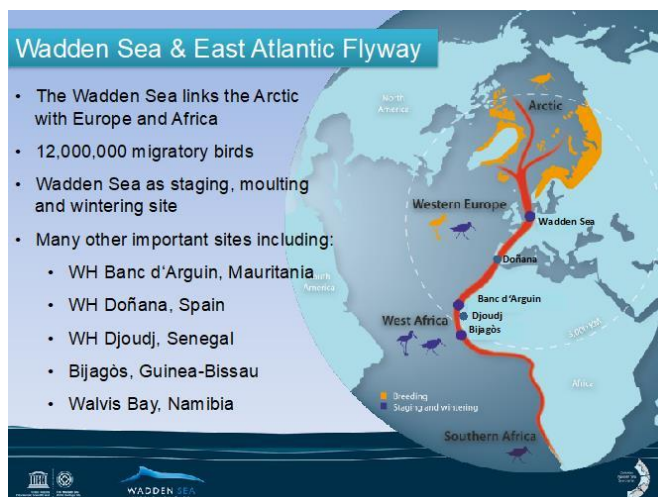 Wadden Sea & East Atlantic Flyway
• The Wadden Sea links the Arctic
with Europe and Africa
• 12,000,000 migratory birds
• Wadden Sea as staging, moulting
and wintering site
• Many other important sites including:
• WH Banc d'Arguin, Mauritania
• WH Doñana, Spain
• WH Djoudj, Senegal
• Bijagòs, Guinea-Bissau
• Walvis Bay, Namibia
North
America
Arctic
Western Europe
Wadden Sea
Doñana
South
America
Banc d'Arguin
Djoudj
West Africa
Bijagòs
Africa
Breeding
Staging and wintering
Southern Africa
WADDEN SEA